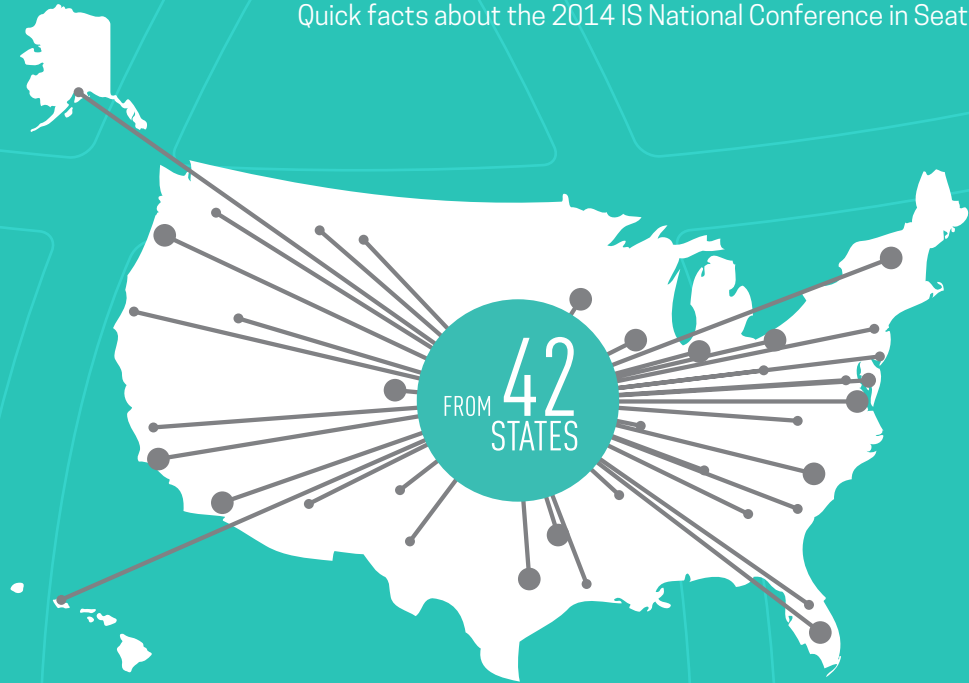 Quick facts about the 2014 IS National Conference in Seat
FROM 42
STATES